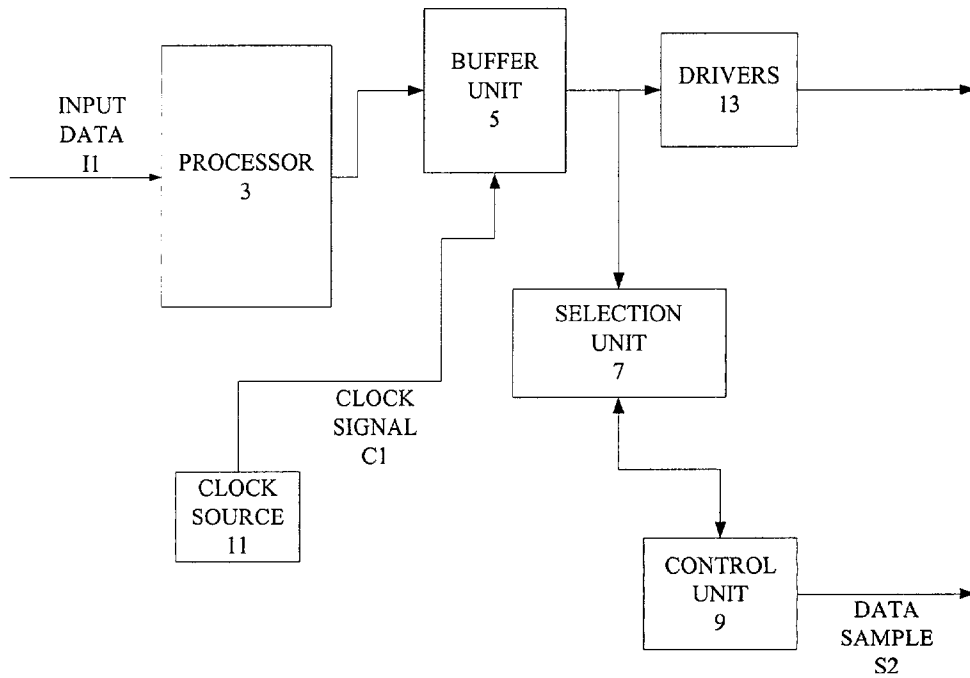 INPUT
DATA
I1
PROCESSOR
3
BUFFER
UNIT
5
DRIVERS
13
SELECTION
UNIT
7
CLOCK
SIGNAL
C1
CLOCK
SOURCE
11
CONTROL
UNIT
9
DATA
SAMPLE
S2